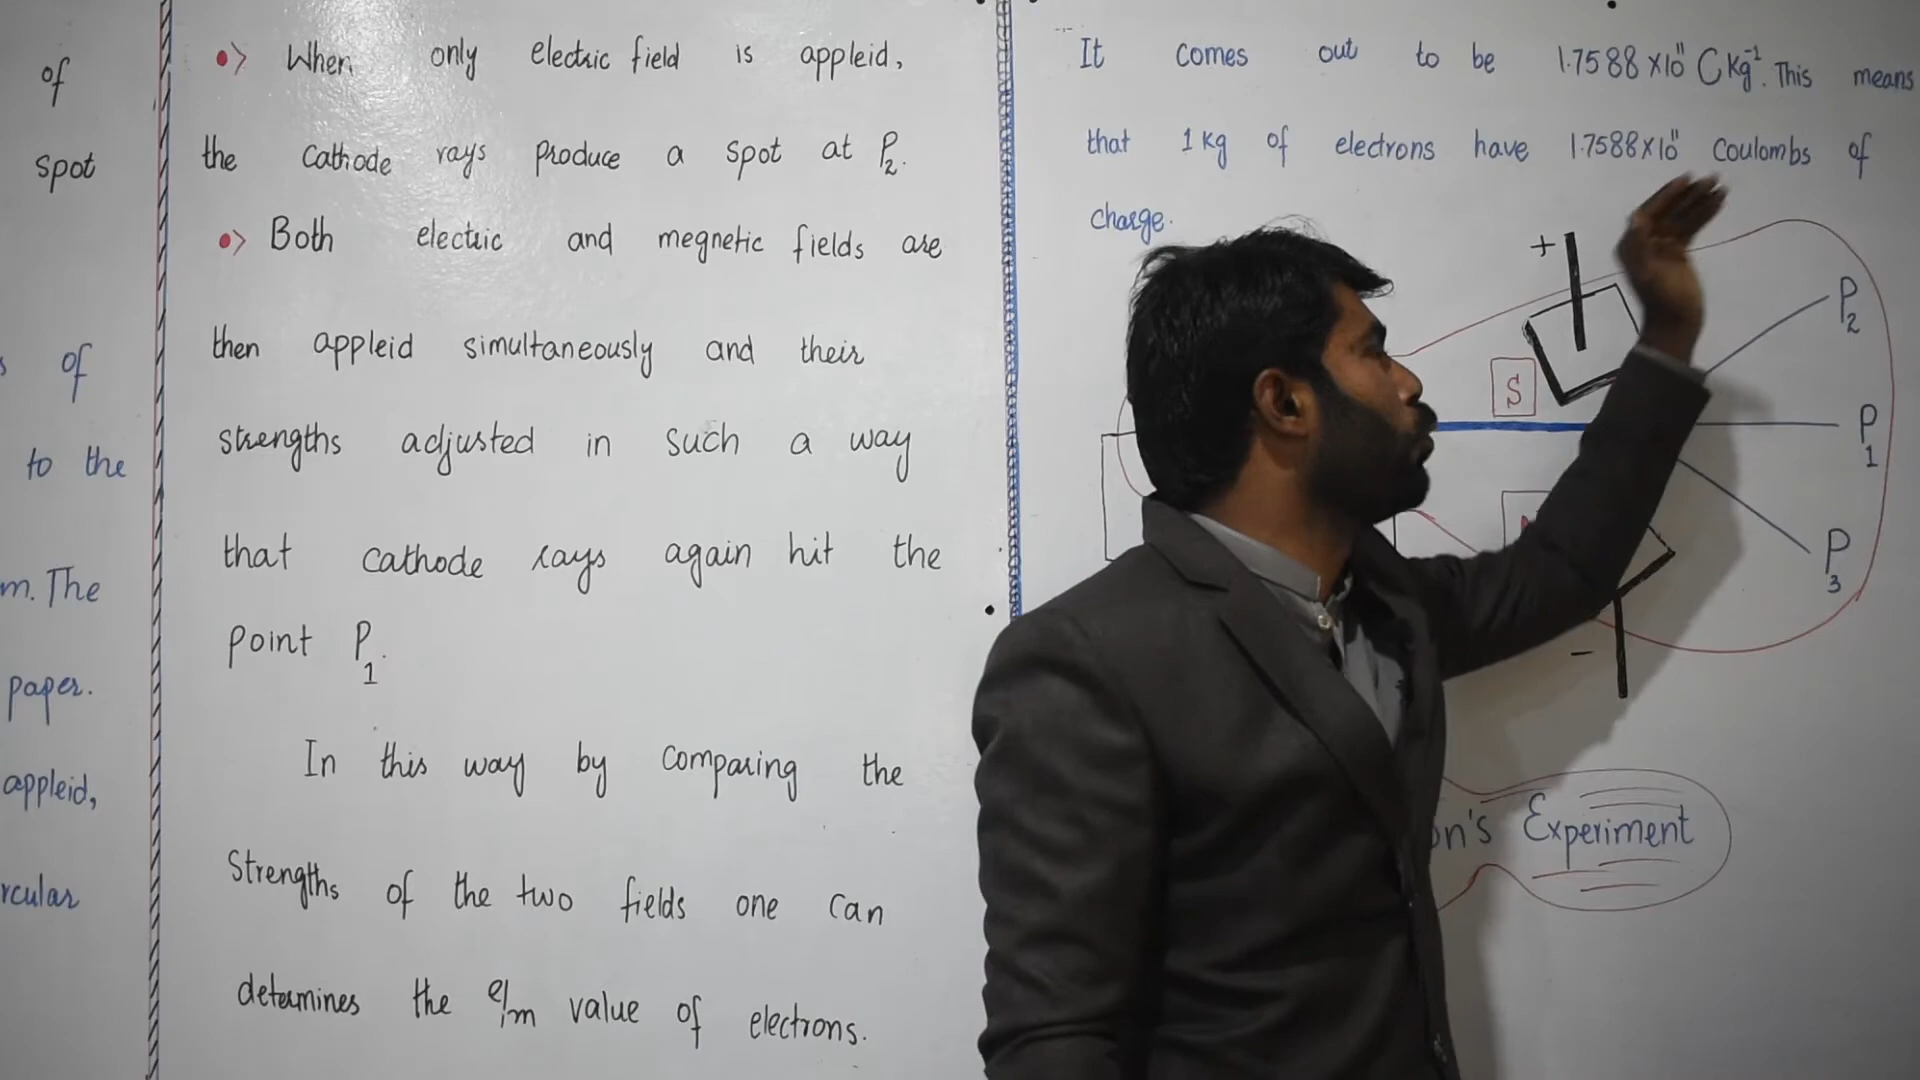 of
spot
of
to the
m. The
paper.
appleid,
rcular
•> When only electric field is appleid,
the Cathode rays produce a spot at P₂.
•> Both electric and megnetic fields are
then appleid simultaneously and their
strengths adjusted in such a way
that cathode rays again hit the
point P₁.
In this way by comparing the
Strengths of the two fields one can
determines the e/m value of electrons.
It comes out to be 1.7588×10¹¹ C Kg⁻¹. This means
that 1 kg of electrons have 1.7588×10¹¹ Coulombs of
charge.
+
P₂
S
P₁
P₃
-
on's Experiment